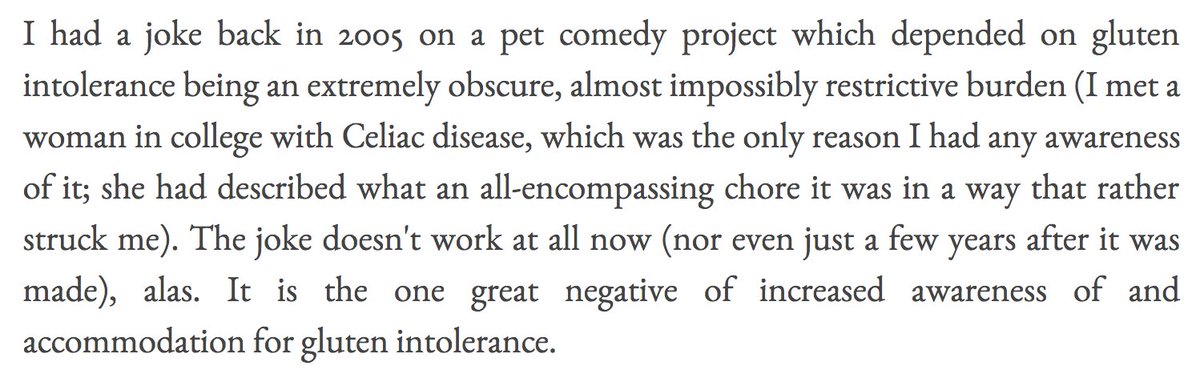 I had a joke back in 2005 on a pet comedy project which depended on gluten
intolerance being an extremely obscure, almost impossibly restrictive burden (I met a
woman in college with Celiac disease, which was the only reason I had any awareness
of it; she had described what an all-encompassing chore it was in a way that rather
struck me). The joke doesn't work at all now (nor even just a few years after it was
made), alas. It is the one great negative of increased awareness of and
accommodation for gluten intolerance.